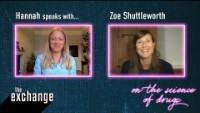 Hannah speaks with...
Zoe Shuttleworth
the
exchange
on the science
of drugs